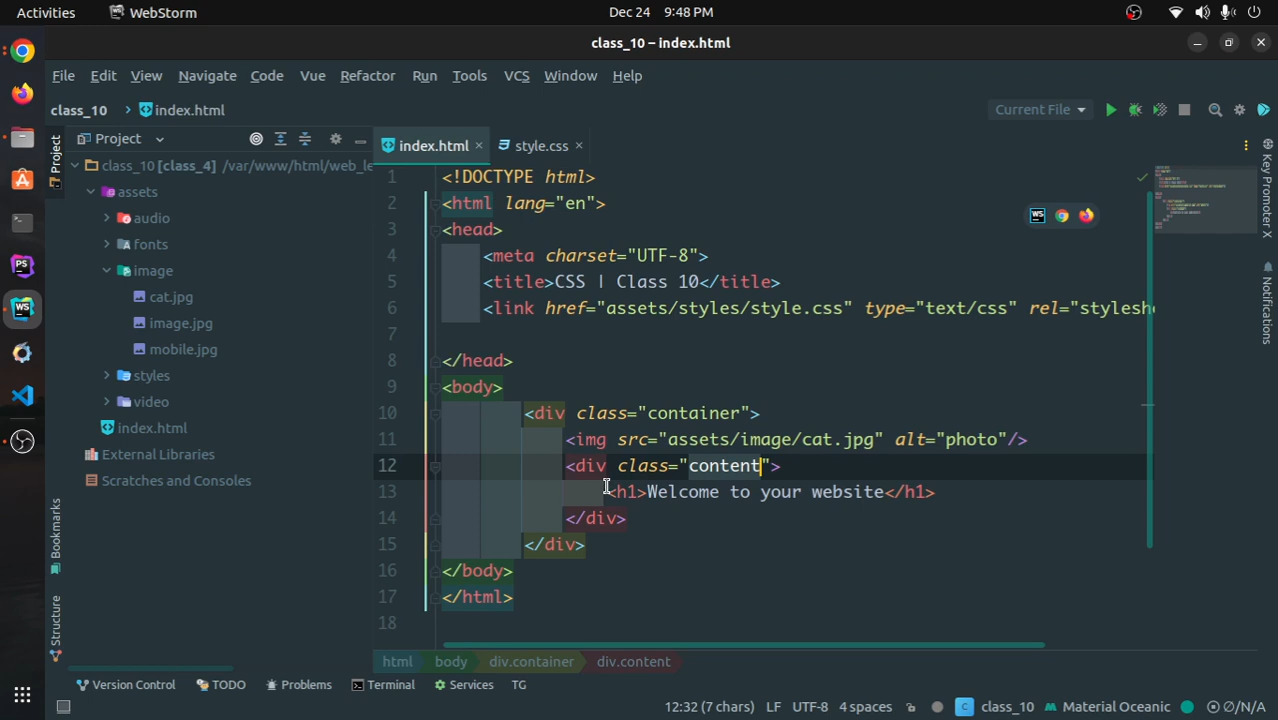 Activities WebStorm Dec 24 9:48 PM
class_10 – index.html
File Edit View Navigate Code Vue Refactor Run Tools VCS Window Help
class_10 index.html Current File
Project index.html style.css
Project
class_10 [class_4] /var/www/html/web_le
assets
audio
fonts
image
cat.jpg
image.jpg
mobile.jpg
styles
video
index.html
External Libraries
Scratches and Consoles
1 <!DOCTYPE html>
2 <html lang="en">
3 <head>
4 <meta charset="UTF-8">
5 <title>CSS | Class 10</title>
6 <link href="assets/styles/style.css" type="text/css" rel="stylesh
7
8 </head>
9 <body>
10 <div class="container">
11 <img src="assets/image/cat.jpg" alt="photo"/>
12 <div class="content">
13 <h1>Welcome to your website</h1>
14 </div>
15 </div>
16 </body>
17 </html>
18
Key Promoter X
Notifications
Bookmarks
Structure
html body div.container div.content
Version Control TODO Problems Terminal Services TG
12:32 (7 chars) LF UTF-8 4 spaces C class_10 Material Oceanic Ø/N/A